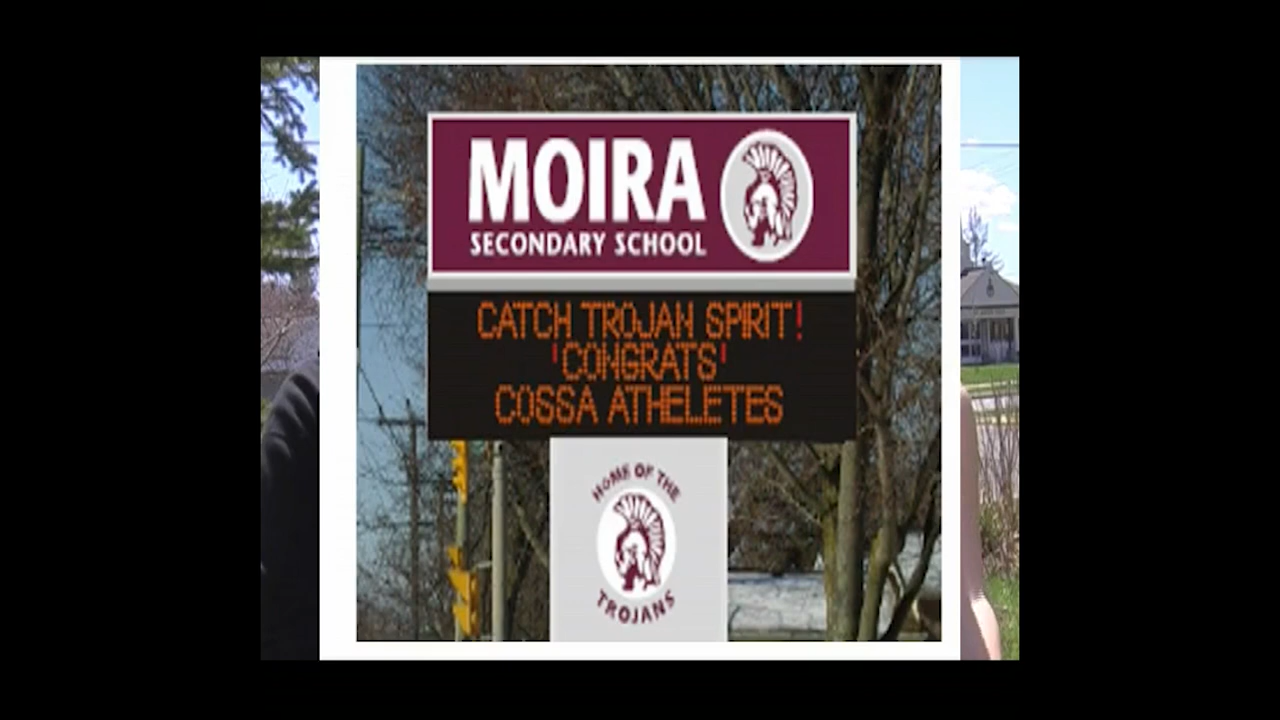 MOIRA
SECONDARY SCHOOL
CATCH TROJAN SPIRIT!
'CONGRATS'
COSSA ATHELETES
HOME OF THE
TROJANS